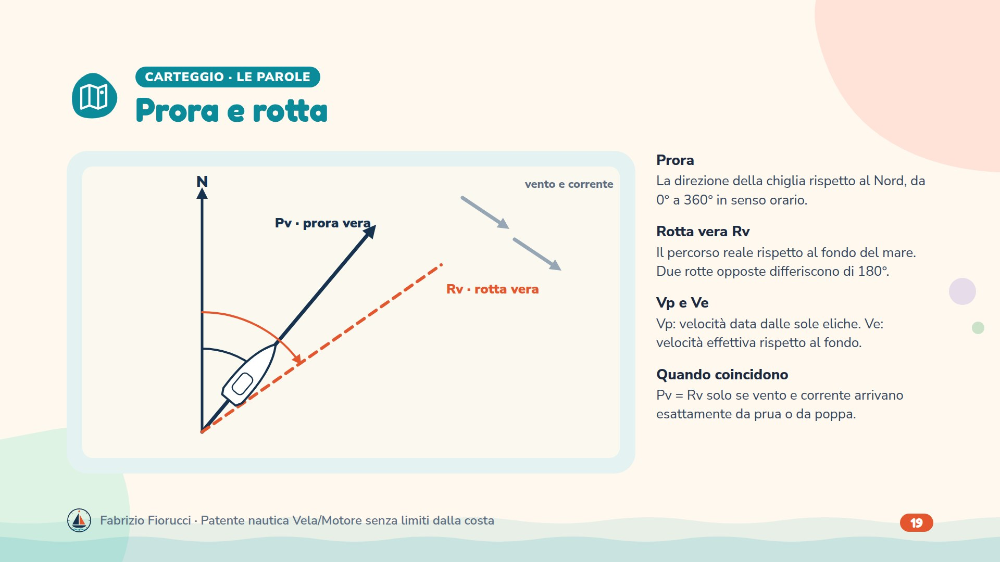 CARTEGGIO · LE PAROLE
Prora e rotta
N
vento e corrente
Pv · prora vera
Rv · rotta vera
Prora
La direzione della chiglia rispetto al Nord, da
0° a 360° in senso orario.
Rotta vera Rv
Il percorso reale rispetto al fondo del mare.
Due rotte opposte differiscono di 180°.
Vp e Ve
Vp: velocità data dalle sole eliche. Ve:
velocità effettiva rispetto al fondo.
Quando coincidono
Pv = Rv solo se vento e corrente arrivano
esattamente da prua o da poppa.
Fabrizio Fiorucci · Patente nautica Vela/Motore senza limiti dalla costa
19